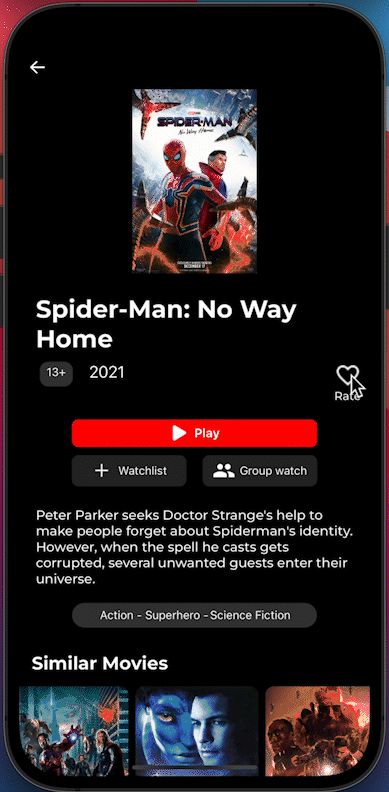 SPIDER-MAN
No Way Home
DECEMBER 17
Spider-Man: No Way
Home
13+
2021
Rate
Play
Watchlist
Group watch
Peter Parker seeks Doctor Strange's help to
make people forget about Spiderman's identity.
However, when the spell he casts gets
corrupted, several unwanted guests enter their
universe.
Action - Superhero -Science Fiction
Similar Movies